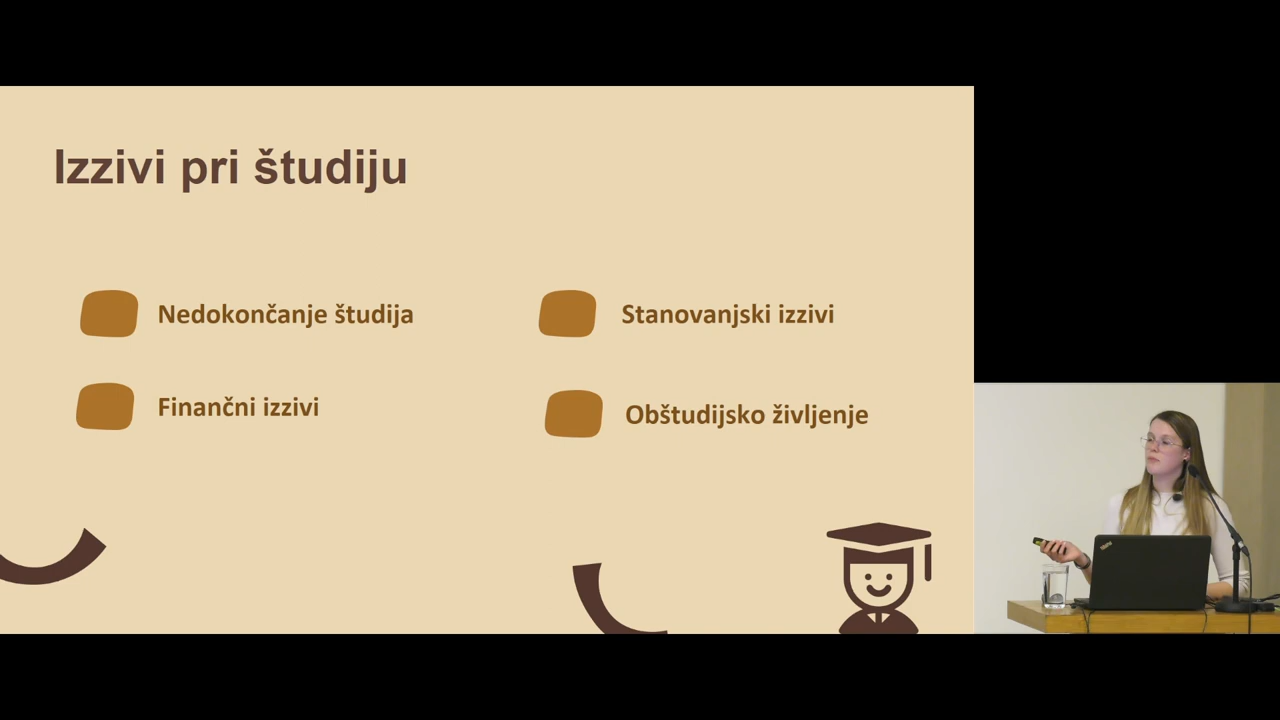 Izzivi pri študiju
Nedokončanje študija
Finančni izzivi
Stanovanjski izzivi
Obštudijsko življenje